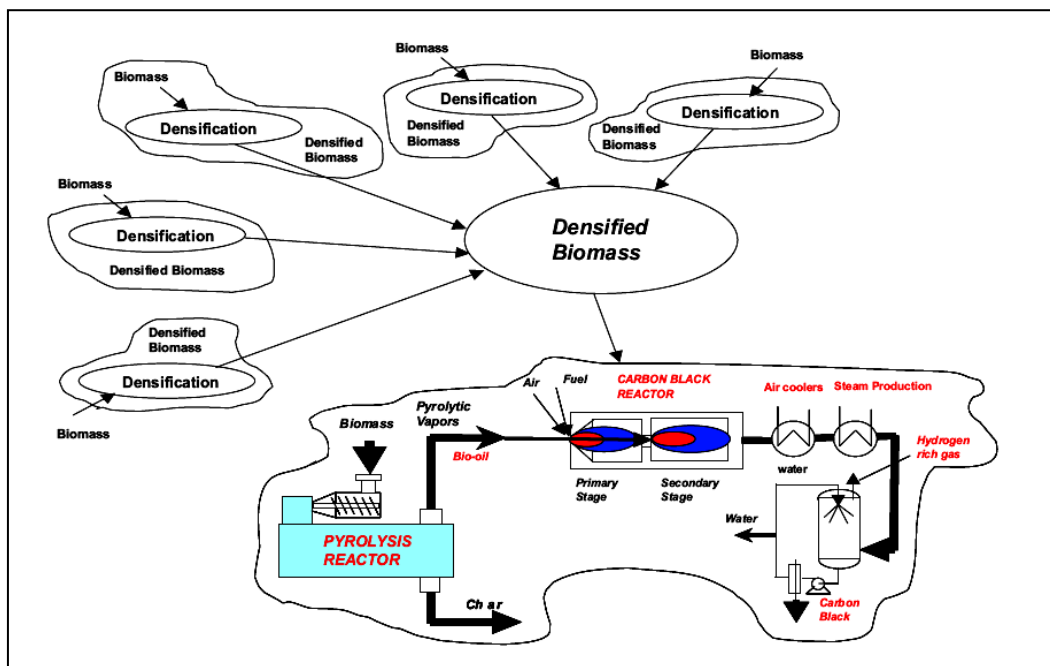 Biomass
Densification
Densified
Biomass
Biomass
Densification
Densified
Biomass
Biomass
Densification
Densified
Biomass
Biomass
Densification
Densified Biomass
Densified
Biomass
Densified
Biomass
Densification
Biomass
Biomass
Pyrolytic
Vapors
Bio-oil
Air
Fuel
CARBON BLACK
REACTOR
Primary
Stage
Secondary
Stage
Air coolers
Steam Production
water
Hydrogen
rich gas
Water
Carbon
Black
PYROLYSIS
REACTOR
Ch ar